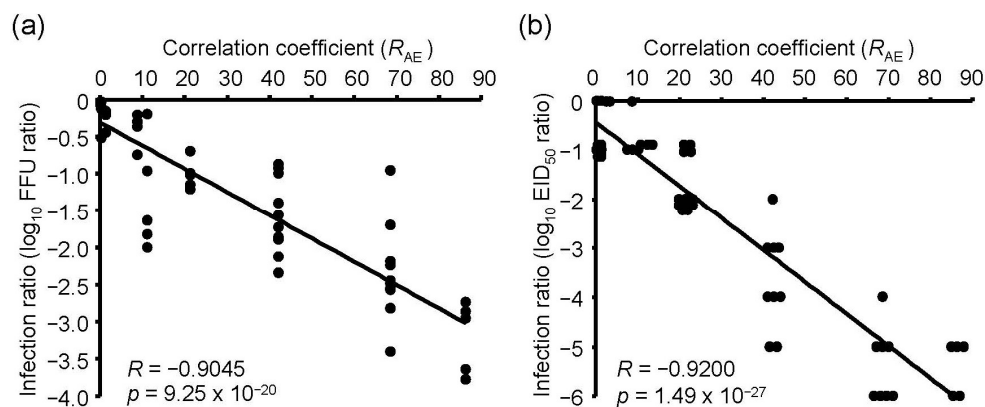 (a)
Correlation coefficient (R_AE)
0 10 20 30 40 50 60 70 80 90
Infection ratio (log₁₀ FFU ratio)
0
−0.5
−1.0
−1.5
−2.0
−2.5
−3.0
−3.5
−4.0
R = −0.9045
p = 9.25 x 10⁻²⁰
(b)
Correlation coefficient (R_AE)
0 10 20 30 40 50 60 70 80 90
Infection ratio (log₁₀ EID₅₀ ratio)
0
−1
−2
−3
−4
−5
−6
R = −0.9200
p = 1.49 x 10⁻²⁷